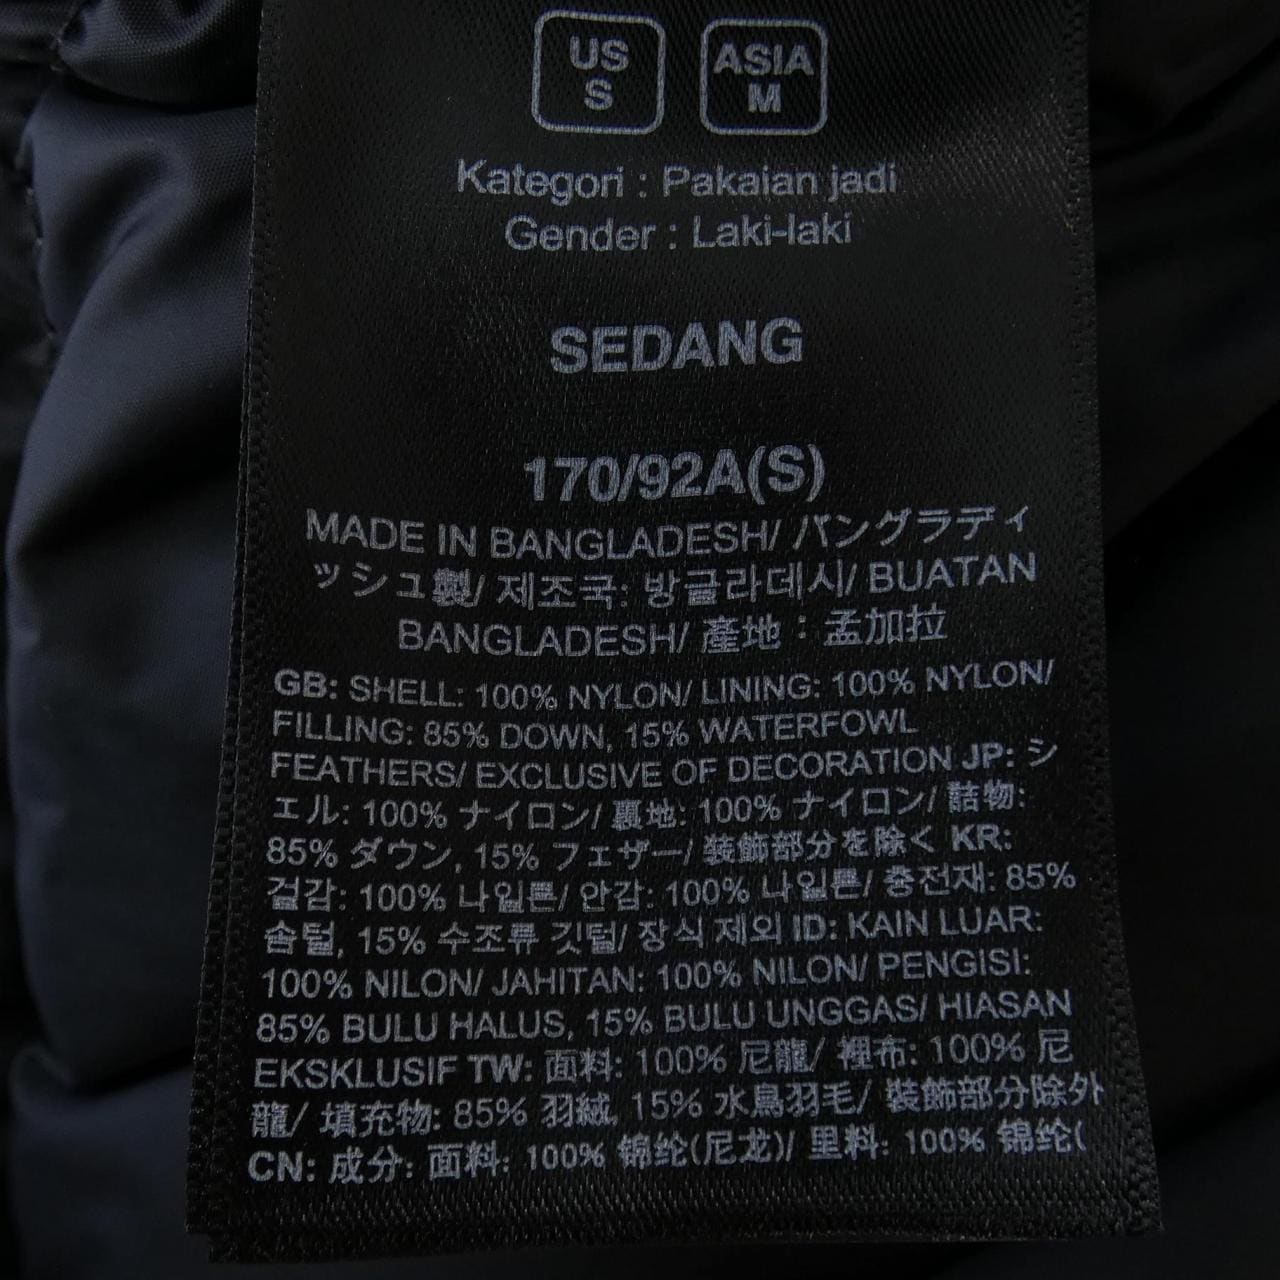 US
S
ASIA
M
Kategori : Pakaian jadi
Gender : Laki-laki
SEDANG
170/92A(S)
MADE IN BANGLADESH/ バングラディ
ッシュ製/ 제조국: 방글라데시/ BUATAN
BANGLADESH/ 產地：孟加拉
GB: SHELL: 100% NYLON/ LINING: 100% NYLON/
FILLING: 85% DOWN, 15% WATERFOWL
FEATHERS/ EXCLUSIVE OF DECORATION JP: シ
ェル: 100% ナイロン/ 裏地: 100% ナイロン/ 詰物:
85% ダウン, 15% フェザー/ 装飾部分を除く KR:
겉감: 100% 나일론/ 안감: 100% 나일론/ 충전재: 85%
솜털, 15% 수조류 깃털/ 장식 제외 ID: KAIN LUAR:
100% NILON/ JAHITAN: 100% NILON/ PENGISI:
85% BULU HALUS, 15% BULU UNGGAS/ HIASAN
EKSKLUSIF TW: 面料: 100% 尼龍/ 裡布: 100% 尼
龍/ 填充物: 85% 羽絨, 15% 水鳥羽毛/ 裝飾部分除外
CN: 成分: 面料: 100% 锦纶(尼龙)/ 里料: 100% 锦纶(